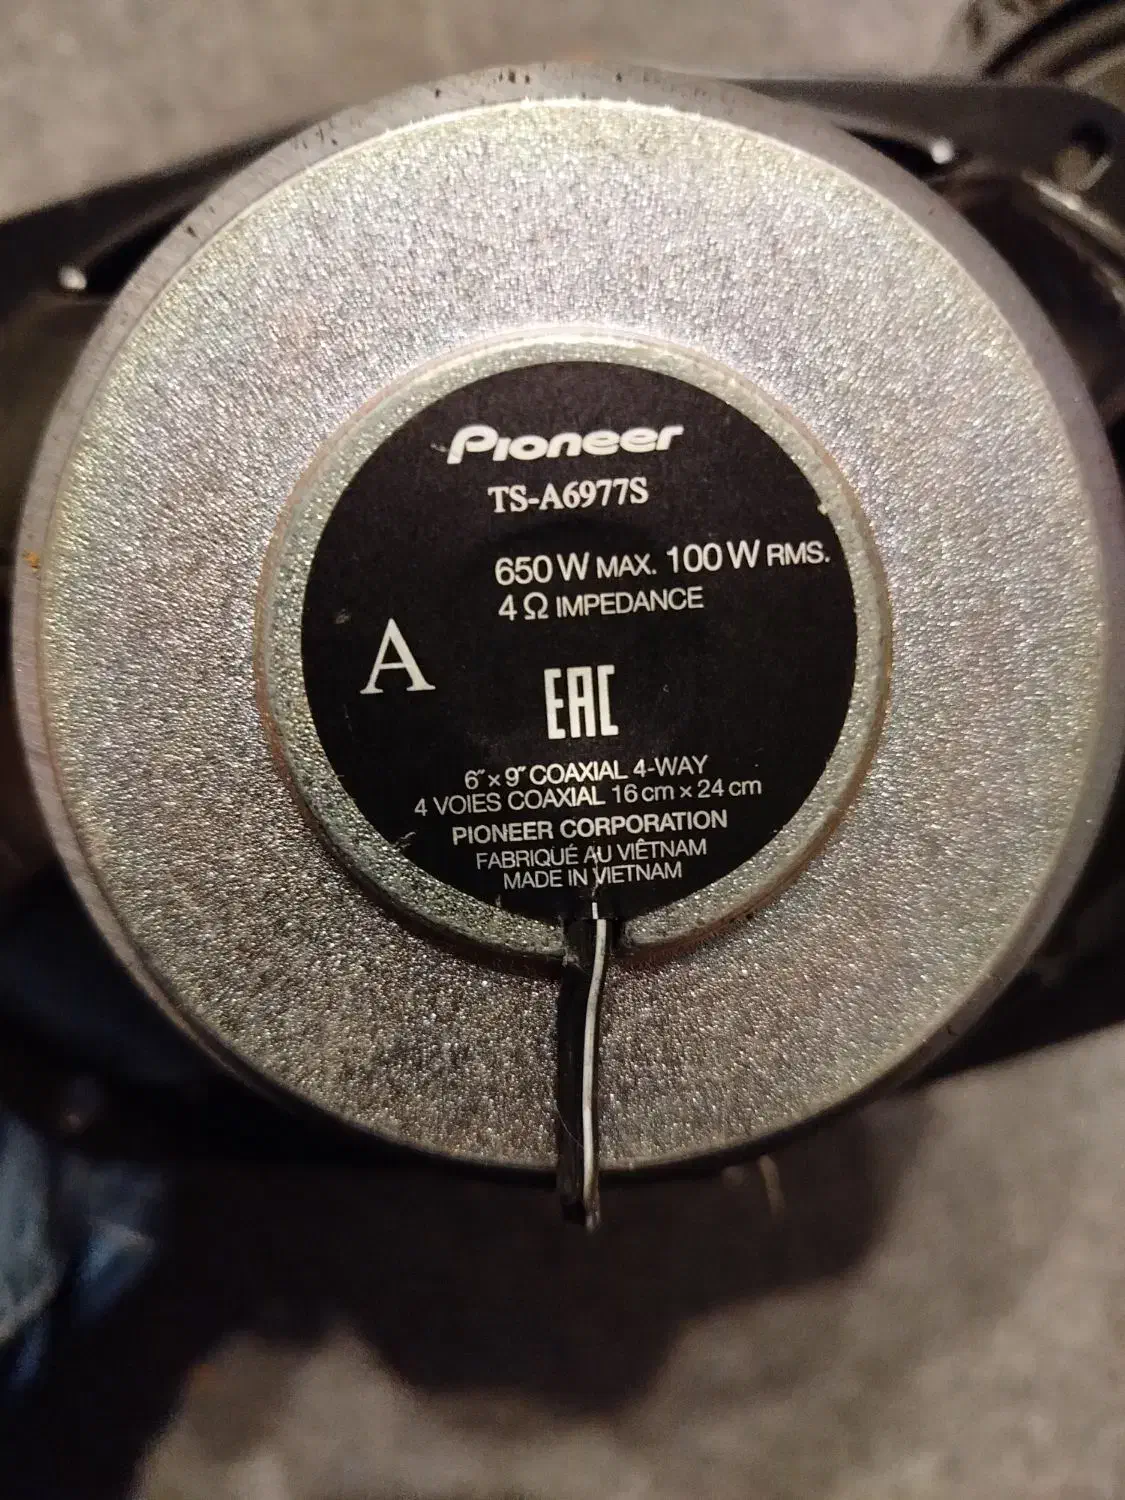 Pioneer
TS-A6977S
650 W MAX. 100 W RMS.
4 Ω IMPEDANCE
A
EAC
6″ x 9″ COAXIAL 4-WAY
4 VOIES COAXIAL 16 cm x 24 cm
PIONEER CORPORATION
FABRIQUÉ AU VIÊTNAM
MADE IN VIETNAM